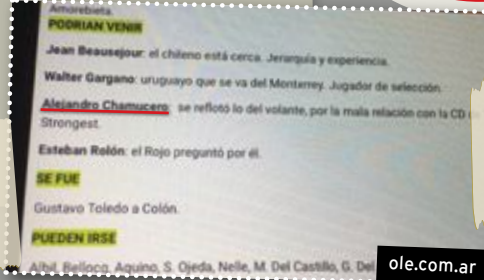 Amorebieta.
PODRIAN VENIR
Jean Beausejour: el chileno está cerca. Jerarquía y experiencia.
Walter Gargano: uruguayo que se va del Monterrey. Jugador de selección.
Alejandro Chamucero: se reflotó lo del volante, por la mala relación con la CD
Strongest.
Esteban Rolón: el Rojo preguntó por él.
SE FUE
Gustavo Toledo a Colón.
PUEDEN IRSE
Albil, Bellocq, Aquino, S. Ojeda, Nelle, M. Del Castillo, G. Del
ole.com.ar